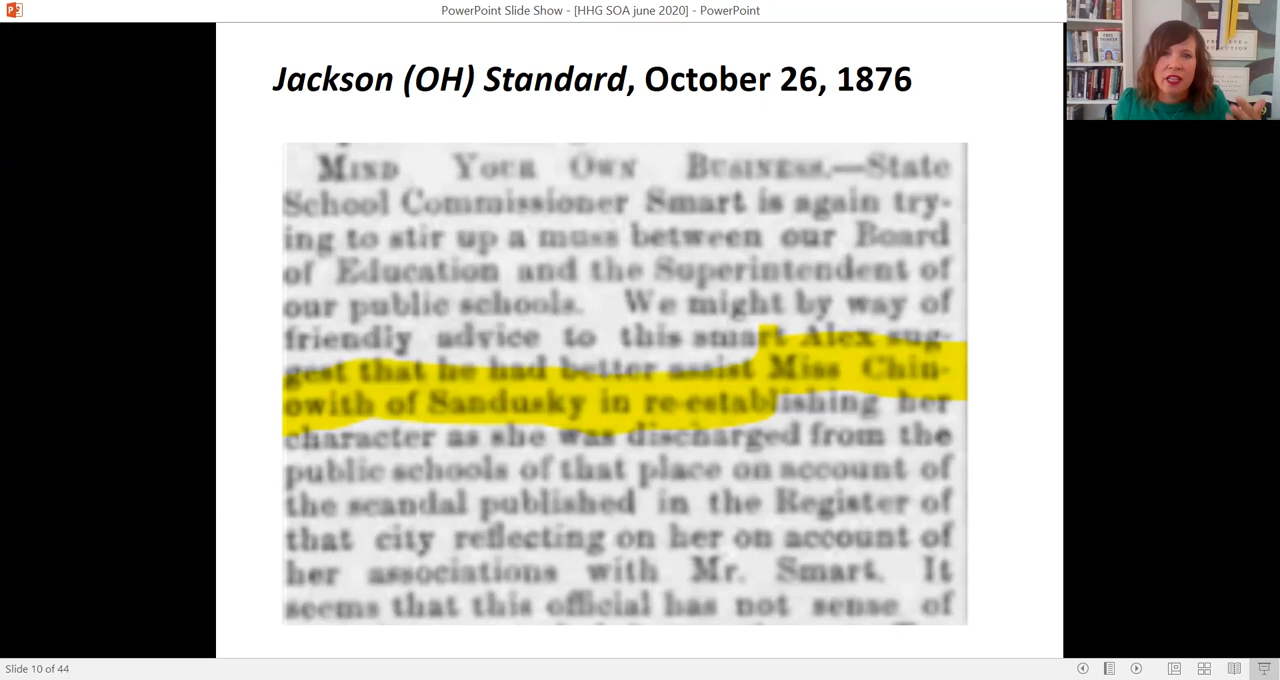 PowerPoint Slide Show - [HHG SOA june 2020] - PowerPoint
Jackson (OH) Standard, October 26, 1876
MIND YOUR OWN BUSINESS.—State
School Commissioner Smart is again try-
ing to stir up a muss between our Board
of Education and the Superintendent of
our public schools. We might by way of
friendly advice to this smart Alex sug-
gest that he had better assist Miss Chin-
owith of Sandusky in re-establishing her
character as she was discharged from the
public schools of that place on account of
the scandal published in the Register of
that city reflecting on her on account of
her associations with Mr. Smart. It
seems that this official has not sense of
Slide 10 of 44